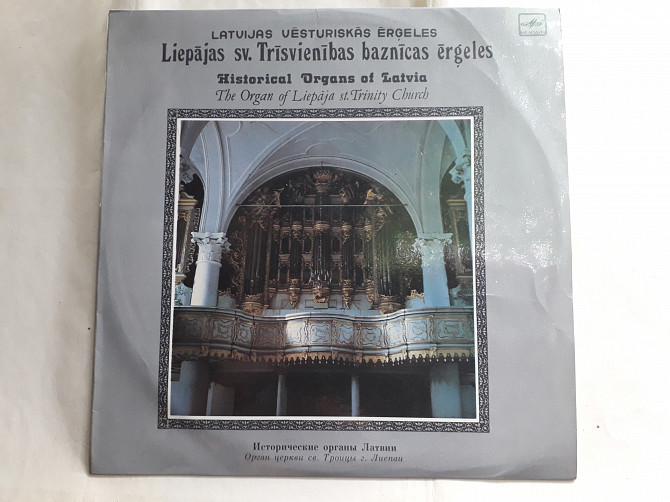 LATVIJAS VĒSTURISKĀS ĒRĢELES
Liepājas sv. Trīsvienības baznīcas ērģeles
Historical Organs of Latvia
The Organ of Liepāja st. Trinity Church
Исторические органы Латвии
Орган церкви св. Троицы г. Лиепаи